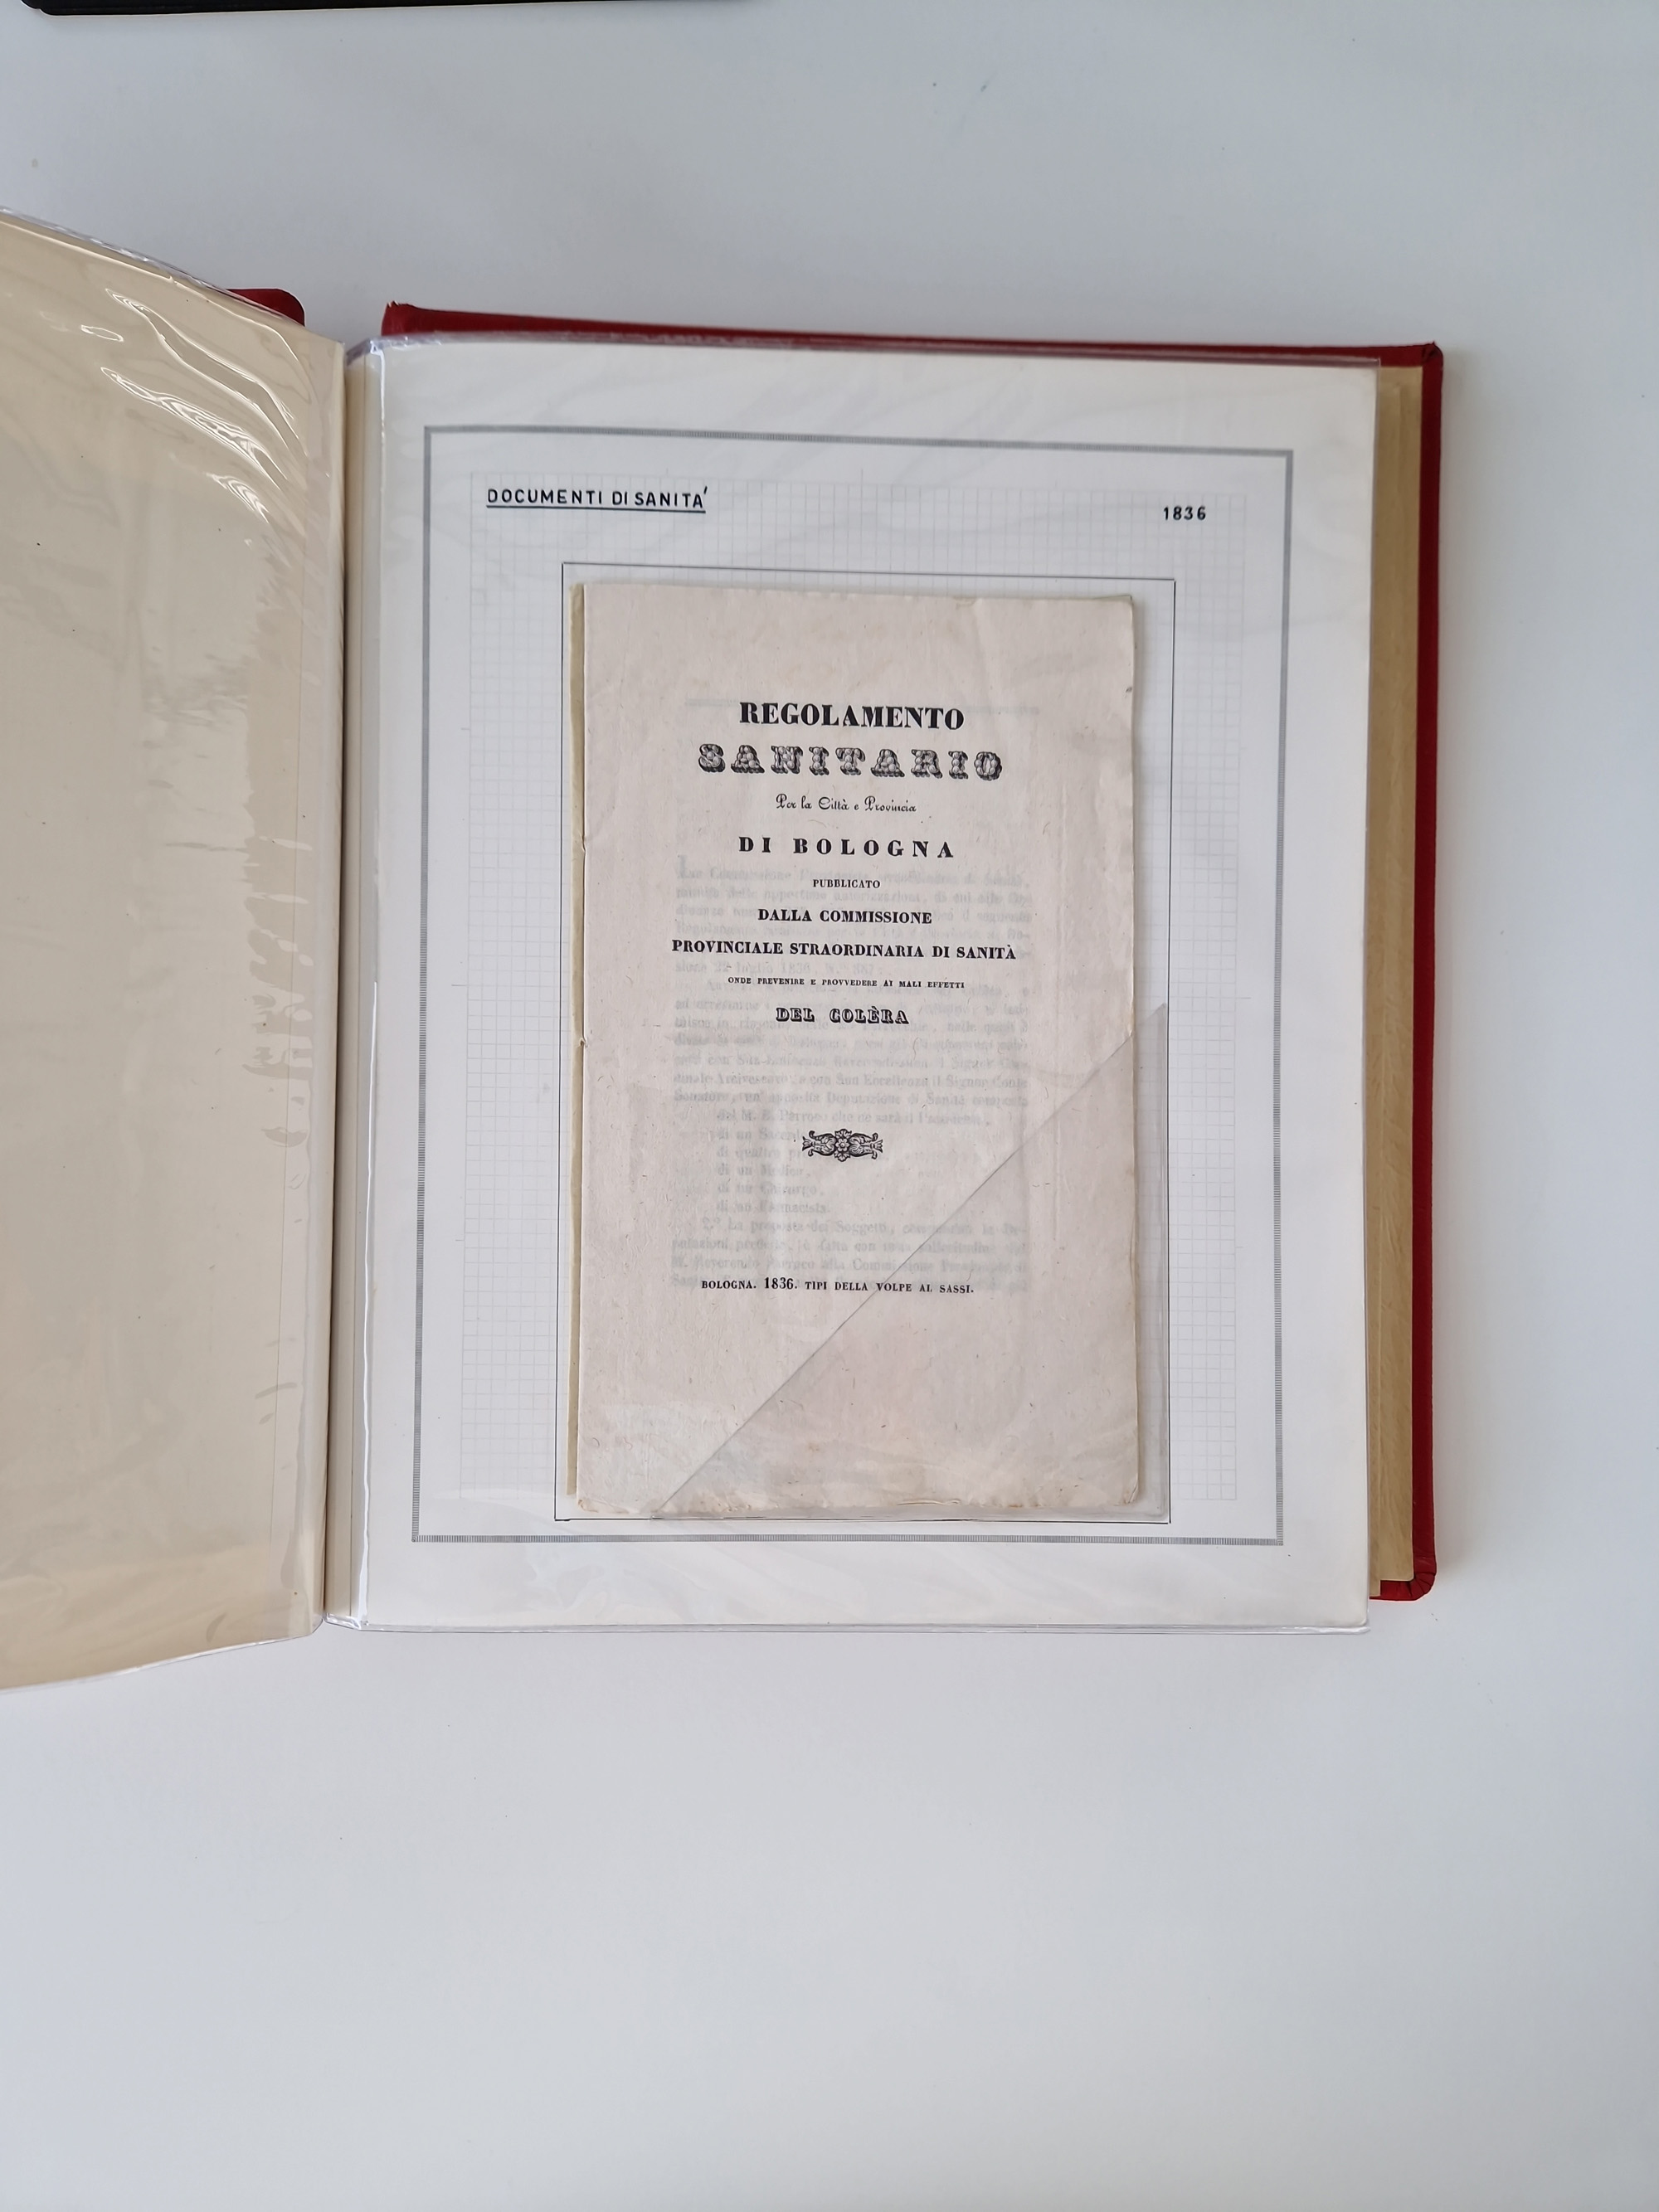 DOCUMENTI DI SANITA'
1836
REGOLAMENTO
SANITARIO
Per la Città e Provincia
DI BOLOGNA
PUBBLICATO
DALLA COMMISSIONE
PROVINCIALE STRAORDINARIA DI SANITÀ
ONDE PREVENIRE E PROVVEDERE AI MALI EFFETTI
DEL COLÈRA
BOLOGNA. 1836. TIPI DELLA VOLPE AL SASSI.